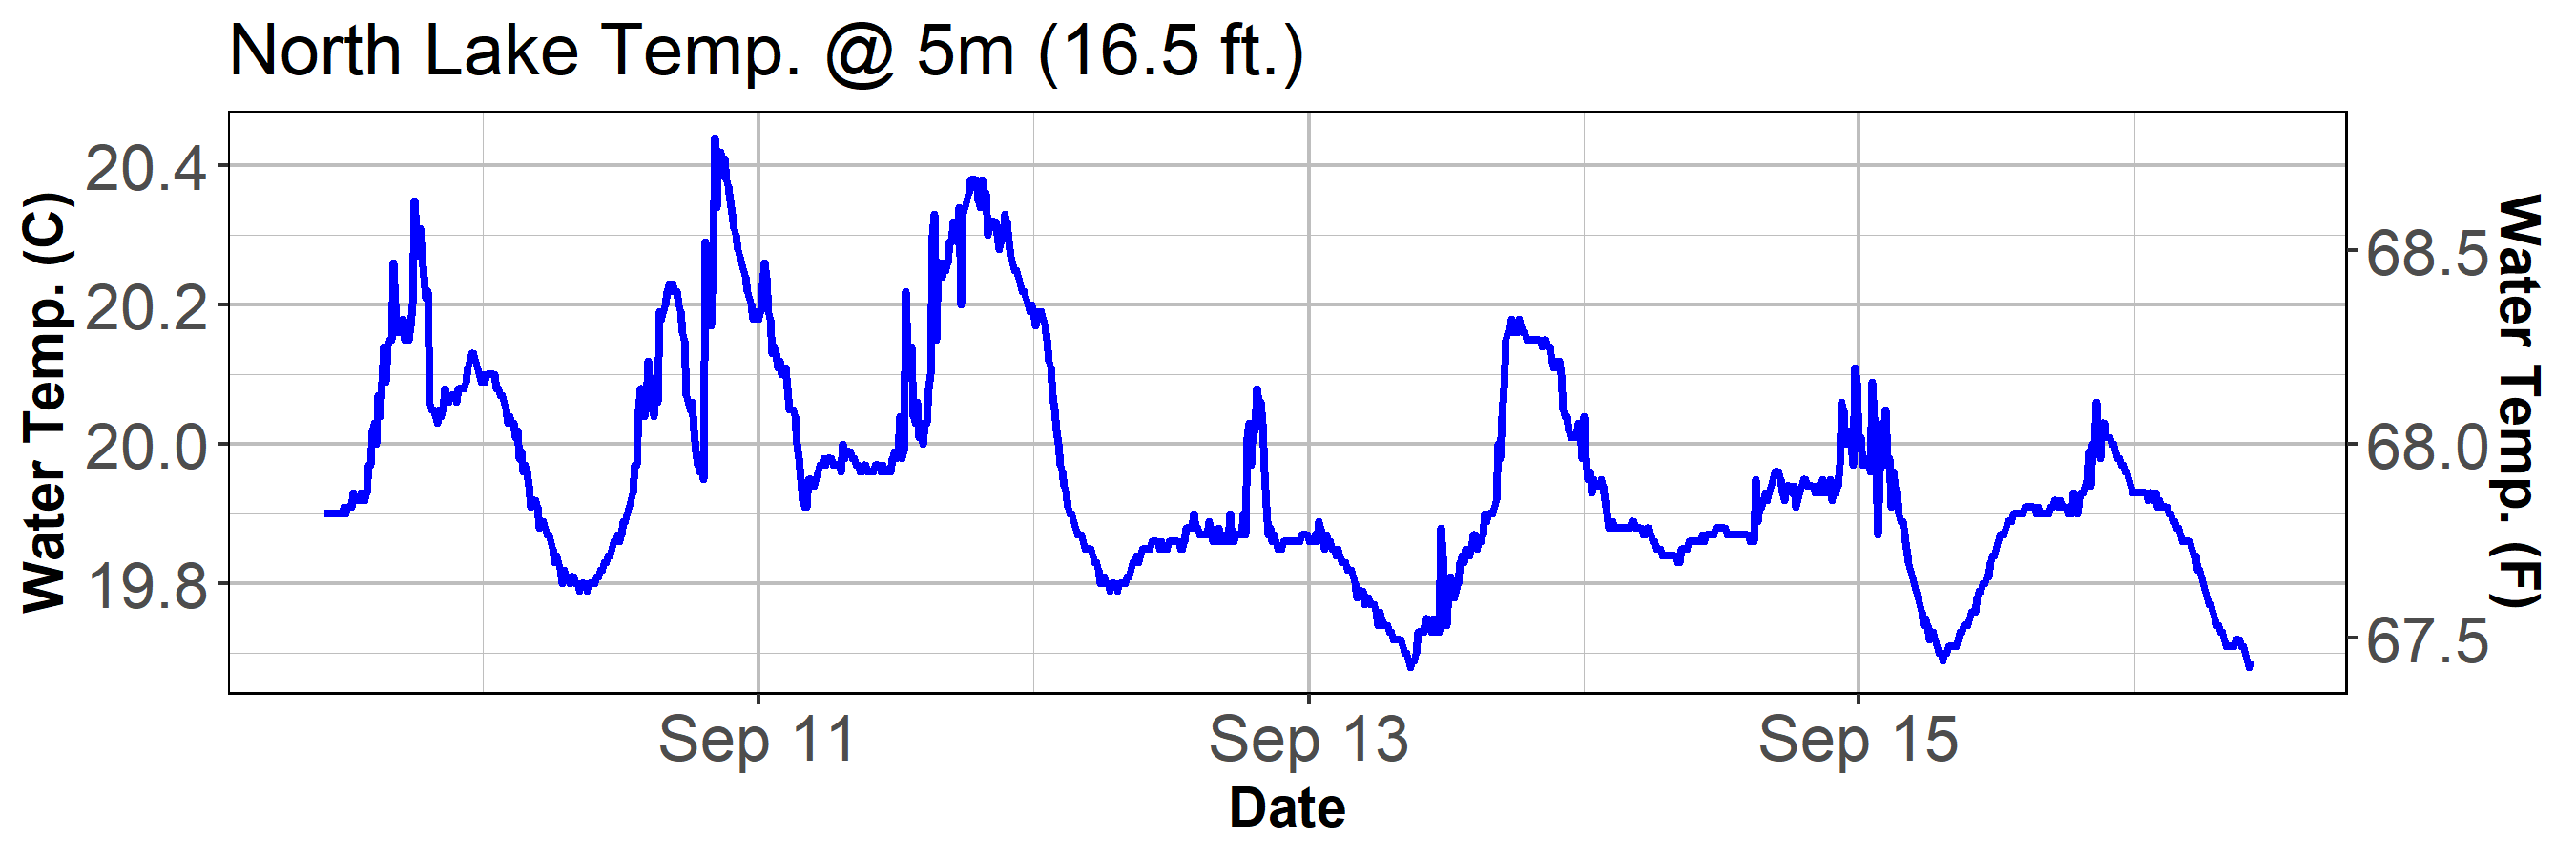 North Lake Temp. @ 5m (16.5 ft.)
Water Temp. (C)
20.4
20.2
20.0
19.8
68.5
68.0
67.5
Water Temp. (F)
Sep 11
Sep 13
Sep 15
Date